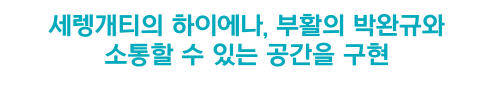 세렝개티의 하이에나, 부활의 박완규와
소통할 수 있는 공간을 구현